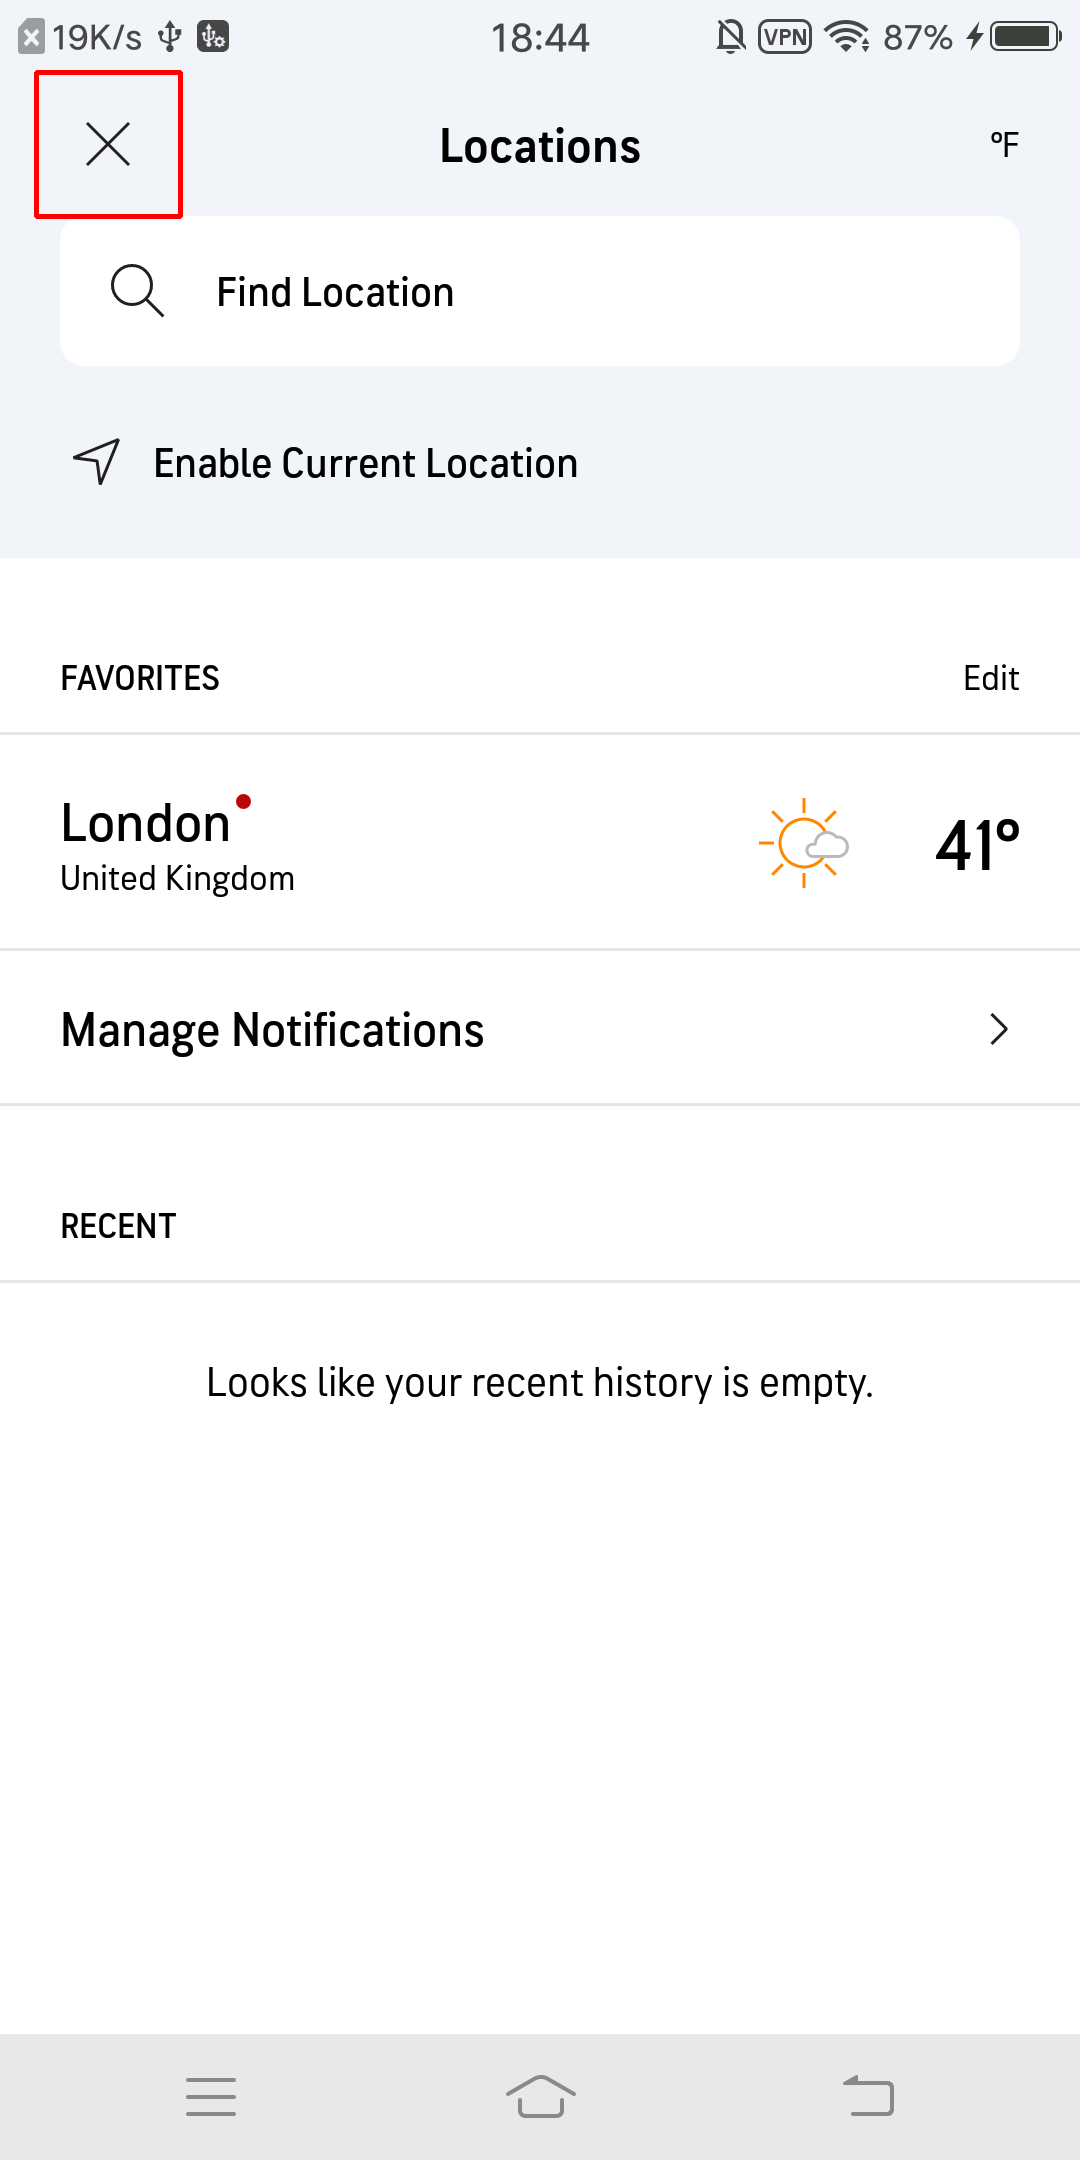 19K/s 18:44 VPN 87%
Locations ºF
Find Location
Enable Current Location
FAVORITES Edit
London
United Kingdom
41°
Manage Notifications
RECENT
Looks like your recent history is empty.